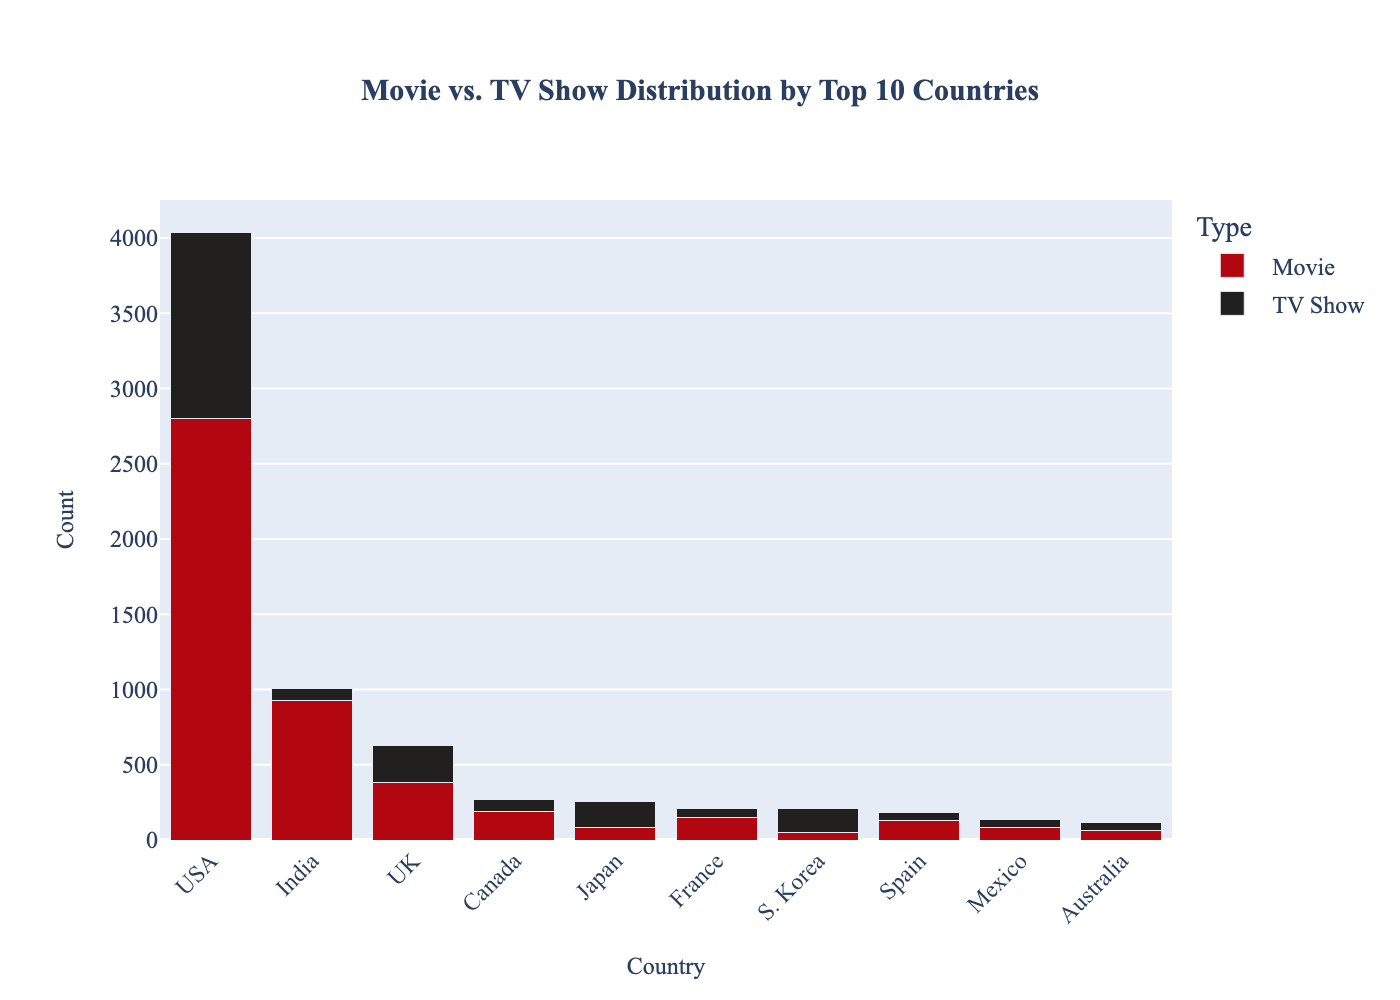 Movie vs. TV Show Distribution by Top 10 Countries
Type
Movie
TV Show
4000
3500
3000
2500
2000
1500
1000
500
0
Count
USA
India
UK
Canada
Japan
France
S. Korea
Spain
Mexico
Australia
Country